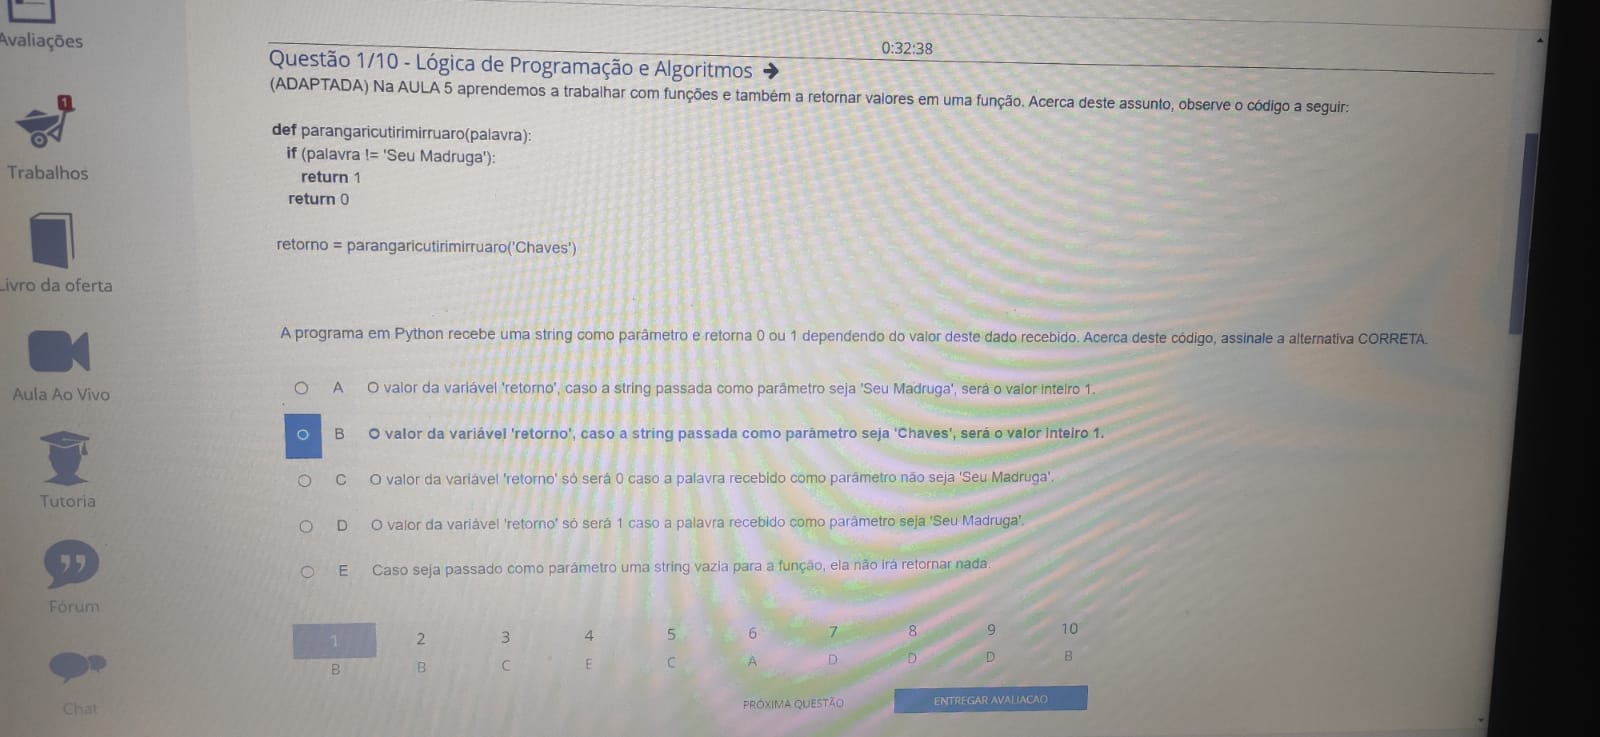 Avaliações
1
Trabalhos
Livro da oferta
Aula Ao Vivo
Tutoria
Fórum
Chat
0:32:38
Questão 1/10 - Lógica de Programação e Algoritmos ➔
(ADAPTADA) Na AULA 5 aprendemos a trabalhar com funções e também a retornar valores em uma função. Acerca deste assunto, observe o código a seguir:
def parangaricutirimirruaro(palavra):
if (palavra != 'Seu Madruga'):
return 1
return 0
retorno = parangaricutirimirruaro('Chaves')
A programa em Python recebe uma string como parâmetro e retorna 0 ou 1 dependendo do valor deste dado recebido. Acerca deste código, assinale a alternativa CORRETA.
A O valor da variável 'retorno', caso a string passada como parâmetro seja 'Seu Madruga', será o valor inteiro 1.
B O valor da variável 'retorno', caso a string passada como parâmetro seja 'Chaves', será o valor inteiro 1.
C O valor da variável 'retorno' só será 0 caso a palavra recebido como parâmetro não seja 'Seu Madruga'.
D O valor da variável 'retorno' só será 1 caso a palavra recebido como parâmetro seja 'Seu Madruga'.
E Caso seja passado como parâmetro uma string vazia para a função, ela não irá retornar nada.
1 2 3 4 5 6 7 8 9 10
B B C E C A D D D B
PRÓXIMA QUESTÃO ENTREGAR AVALIACAO